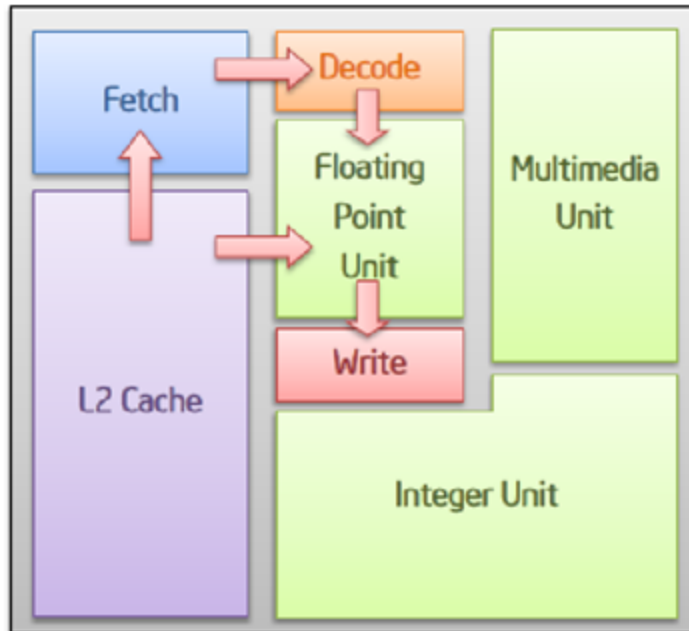 Fetch
Decode
Floating
Point
Unit
Multimedia
Unit
Write
L2 Cache
Integer Unit